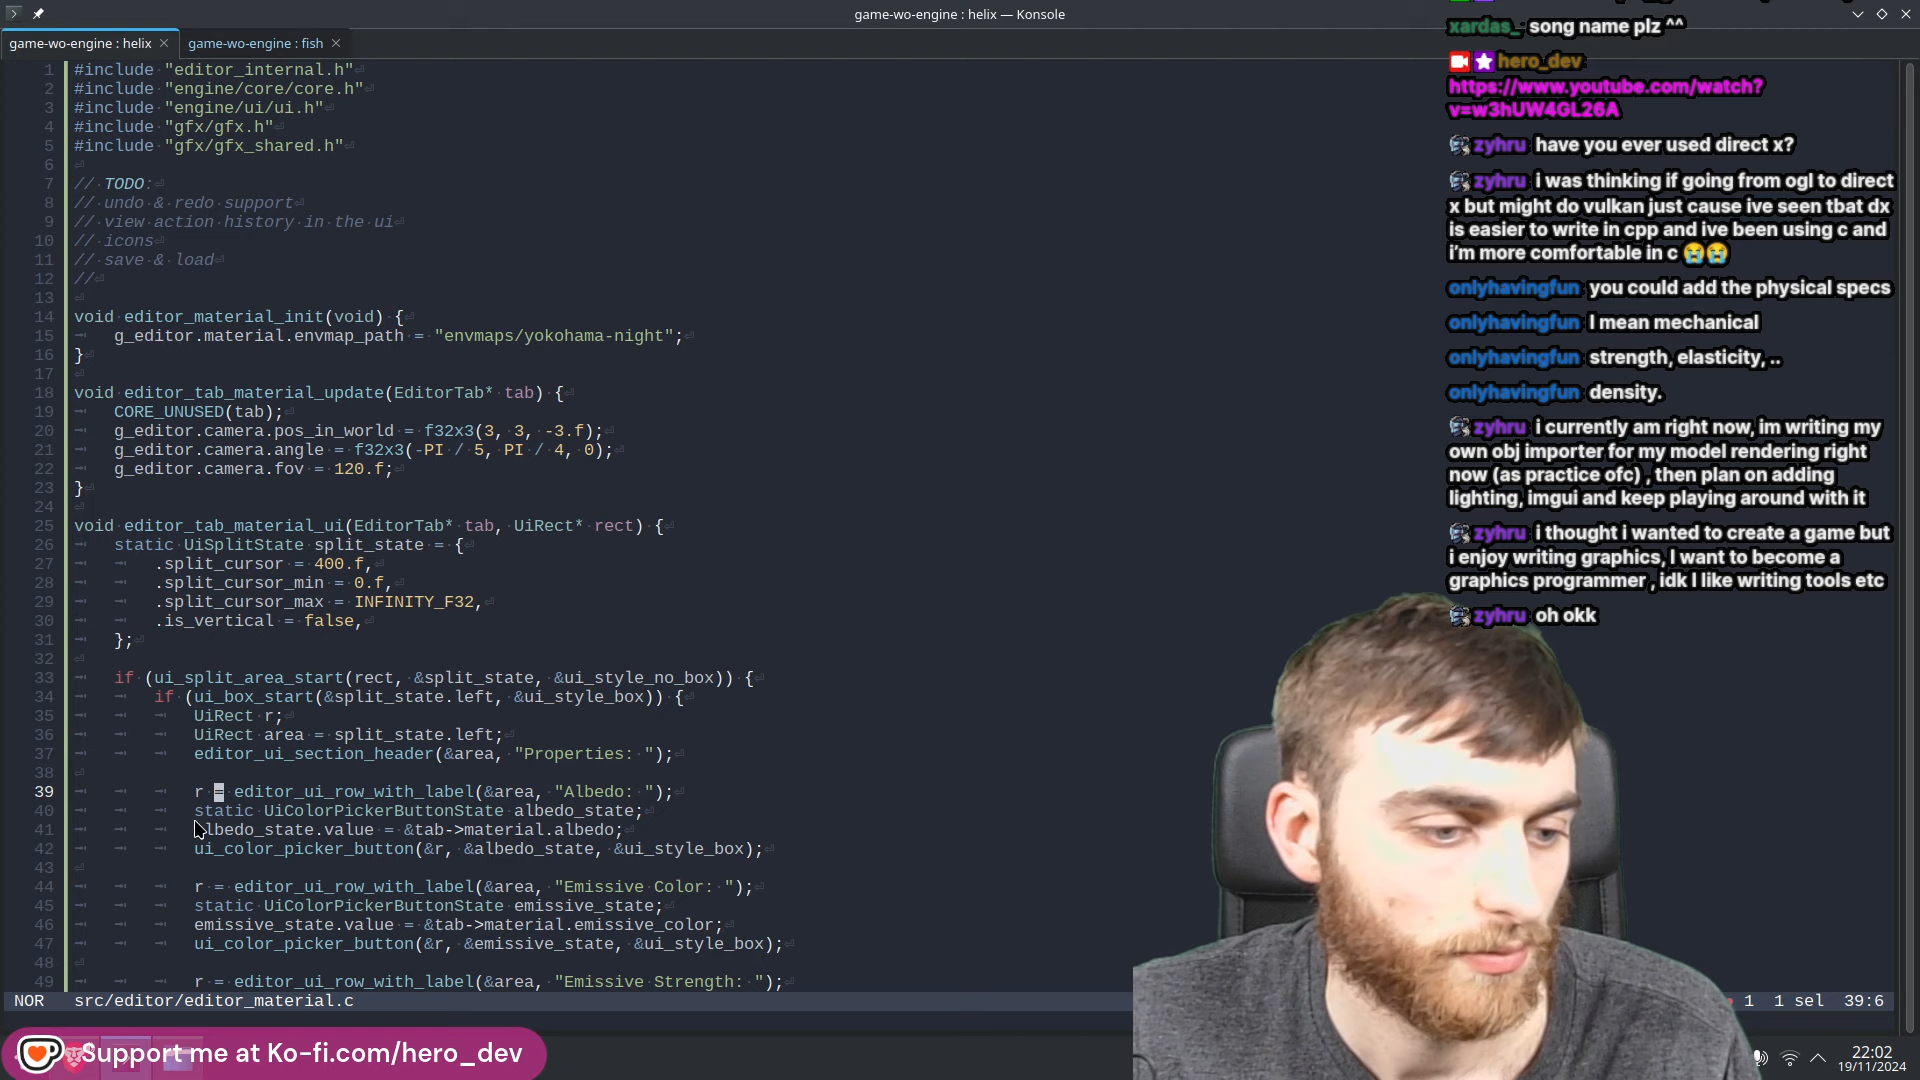 game-wo-engine : helix — Konsole
game-wo-engine : helix
game-wo-engine : fish
1 #include "editor_internal.h"
2 #include "engine/core/core.h"
3 #include "engine/ui/ui.h"
4 #include "gfx/gfx.h"
5 #include "gfx/gfx_shared.h"
6
7 // TODO:
8 // undo & redo support
9 // view action history in the ui
10 // icons
11 // save & load
12 //
13
14 void editor_material_init(void) {
15 g_editor.material.envmap_path = "envmaps/yokohama-night";
16 }
17
18 void editor_tab_material_update(EditorTab* tab) {
19 CORE_UNUSED(tab);
20 g_editor.camera.pos_in_world = f32x3(3, 3, -3.f);
21 g_editor.camera.angle = f32x3(-PI / 5, PI / 4, 0);
22 g_editor.camera.fov = 120.f;
23 }
24
25 void editor_tab_material_ui(EditorTab* tab, UiRect* rect) {
26 static UiSplitState split_state = {
27 .split_cursor = 400.f,
28 .split_cursor_min = 0.f,
29 .split_cursor_max = INFINITY_F32,
30 .is_vertical = false,
31 };
32
33 if (ui_split_area_start(rect, &split_state, &ui_style_no_box)) {
34 if (ui_box_start(&split_state.left, &ui_style_box)) {
35 UiRect r;
36 UiRect area = split_state.left;
37 editor_ui_section_header(&area, "Properties: ");
38
39 r = editor_ui_row_with_label(&area, "Albedo: ");
40 static UiColorPickerButtonState albedo_state;
41 albedo_state.value = &tab->material.albedo;
42 ui_color_picker_button(&r, &albedo_state, &ui_style_box);
43
44 r = editor_ui_row_with_label(&area, "Emissive Color: ");
45 static UiColorPickerButtonState emissive_state;
46 emissive_state.value = &tab->material.emissive_color;
47 ui_color_picker_button(&r, &emissive_state, &ui_style_box);
48
49 r = editor_ui_row_with_label(&area, "Emissive Strength: ");
NOR src/editor/editor_material.c
1 1 sel 39:6
xardas_ song name plz ^^
hero_dev
https://www.youtube.com/watch?
v=w3hUW4GL26A
zyhru have you ever used direct x?
zyhru i was thinking if going from ogl to direct
x but might do vulkan just cause ive seen tbat dx
is easier to write in cpp and ive been using c and
i'm more comfortable in c 😭😭
onlyhavingfun you could add the physical specs
onlyhavingfun I mean mechanical
onlyhavingfun strength, elasticity, ..
onlyhavingfun density.
zyhru i currently am right now, im writing my
own obj importer for my model rendering right
now (as practice ofc) , then plan on adding
lighting, imgui and keep playing around with it
zyhru i thought i wanted to create a game but
i enjoy writing graphics, I want to become a
graphics programmer , idk I like writing tools etc
zyhru oh okk
Support me at Ko-fi.com/hero_dev
22:02
19/11/2024